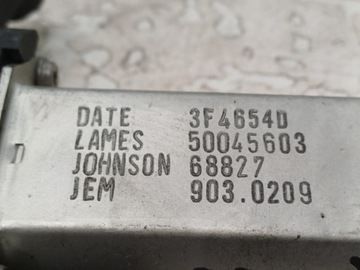 DATE 3F4654D
LAMES 50045603
JOHNSON 68827
JEM 903.0209